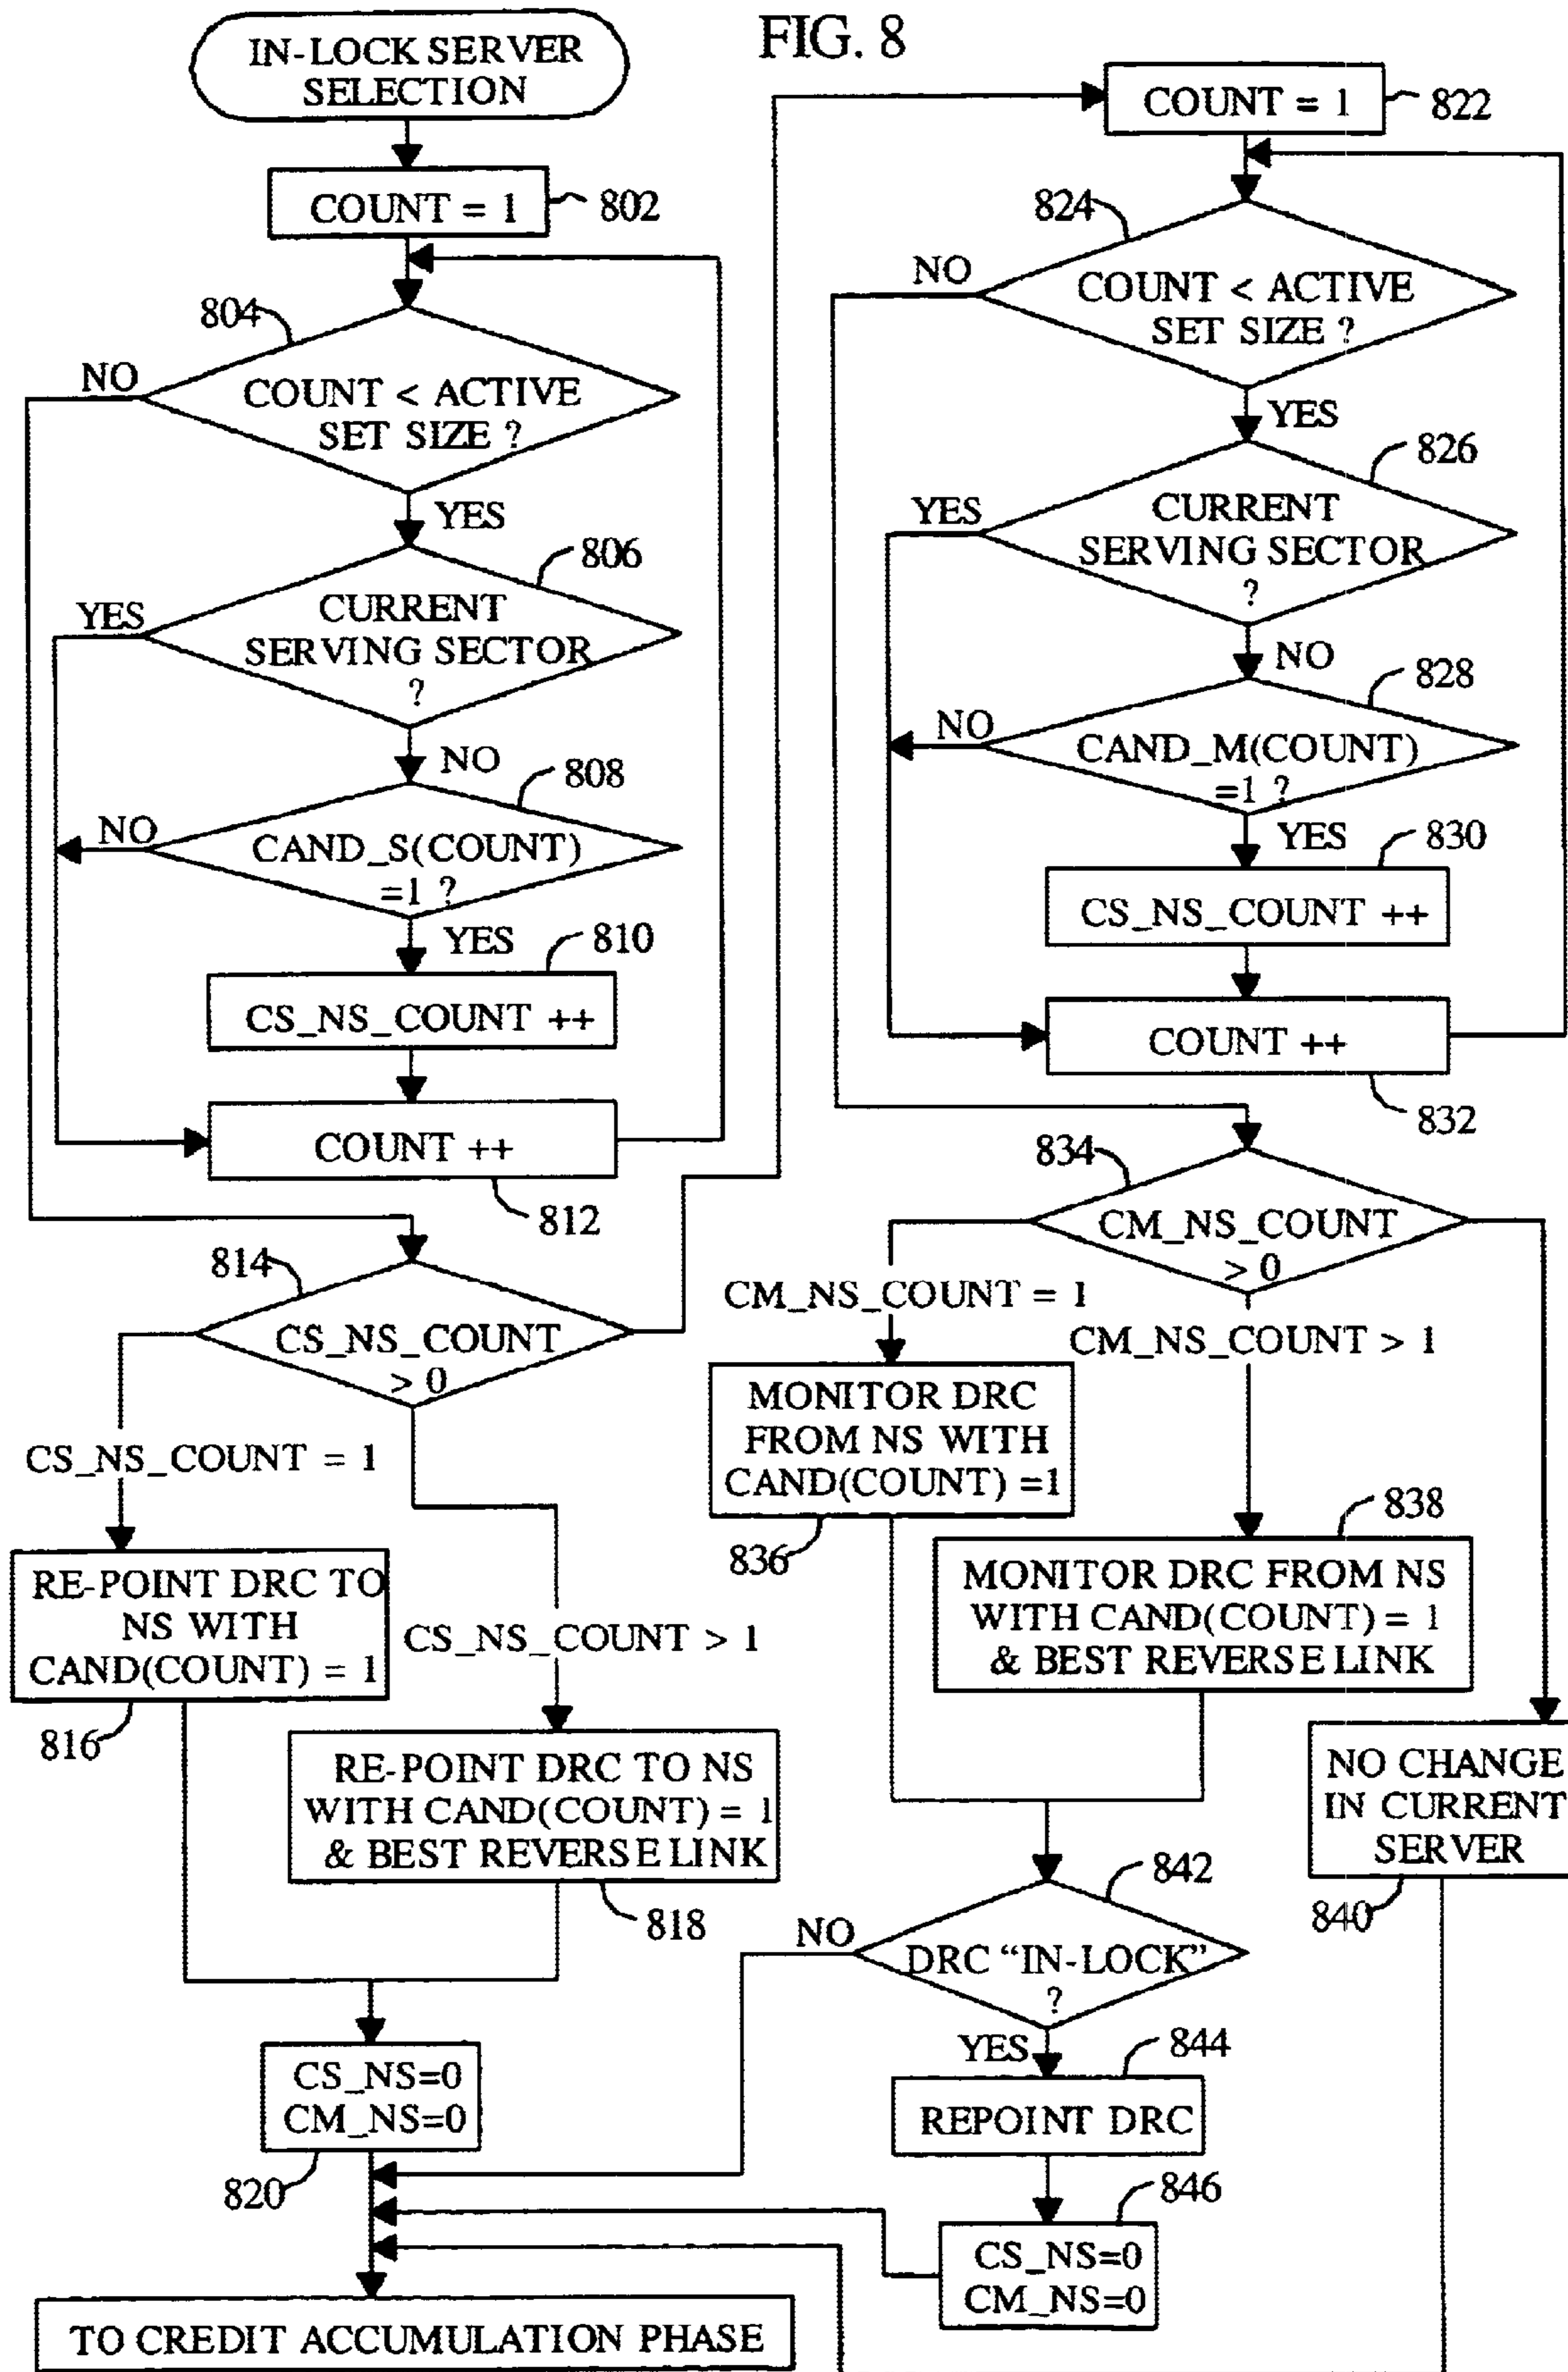 FIG. 8
IN-LOCK SERVER
SELECTION
COUNT = 1
802
804
COUNT < ACTIVE
SET SIZE ?
NO
YES
806
CURRENT
SERVING SECTOR
?
YES
NO
808
CAND_S(COUNT)
=1 ?
NO
YES
810
CS_NS_COUNT ++
COUNT ++
812
814
CS_NS_COUNT
> 0
CS_NS_COUNT = 1
RE-POINT DRC TO
NS WITH
CAND(COUNT) = 1
816
CS_NS_COUNT > 1
RE-POINT DRC TO NS
WITH CAND(COUNT) = 1
& BEST REVERSE LINK
818
CS_NS=0
CM_NS=0
820
TO CREDIT ACCUMULATION PHASE
COUNT = 1
822
824
COUNT < ACTIVE
SET SIZE ?
NO
YES
826
CURRENT
SERVING SECTOR
?
YES
NO
828
CAND_M(COUNT)
=1 ?
NO
YES
830
CS_NS_COUNT ++
COUNT ++
832
834
CM_NS_COUNT
> 0
CM_NS_COUNT = 1
MONITOR DRC
FROM NS WITH
CAND(COUNT) =1
836
CM_NS_COUNT > 1
838
MONITOR DRC FROM NS
WITH CAND(COUNT) = 1
& BEST REVERSE LINK
NO CHANGE
IN CURRENT
SERVER
840
842
DRC “IN-LOCK”
?
NO
YES
844
REPOINT DRC
846
CS_NS=0
CM_NS=0